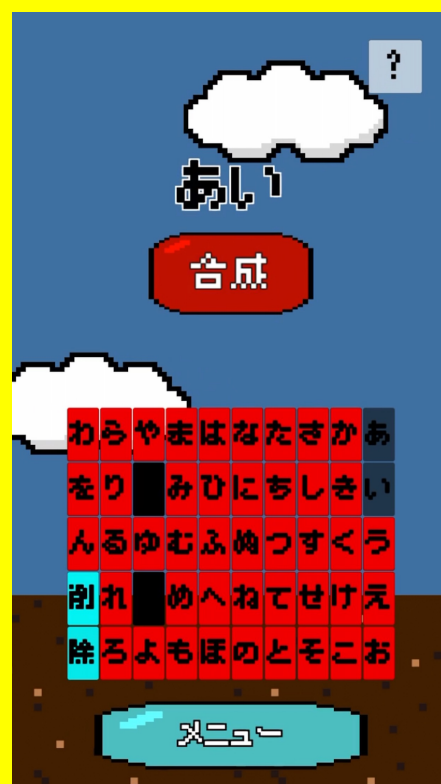 ?
あい
合成
わらやまはなたさかあ
をり みひにちしきい
んるゆむふぬつすくう
削れ めへねてせけえ
除ろよもほのとそこお
メニュー